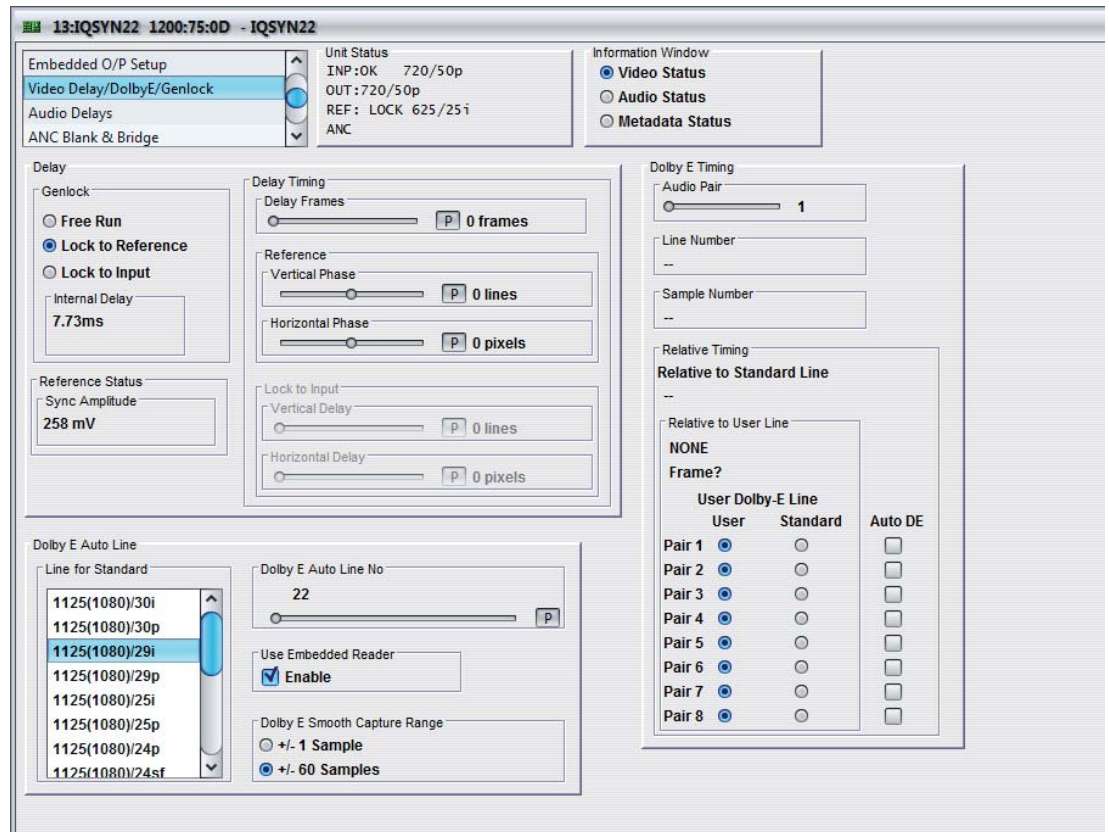 13:IQSYN22 1200:75:0D - IQSYN22
Embedded O/P Setup
Video Delay/DolbyE/Genlock
Audio Delays
ANC Blank & Bridge
Unit Status
INP:OK 720/50p
OUT:720/50p
REF: LOCK 625/25i
ANC
Information Window
Video Status
Audio Status
Metadata Status
Delay
Genlock
Free Run
Lock to Reference
Lock to Input
Internal Delay
7.73ms
Reference Status
Sync Amplitude
258 mV
Delay Timing
Delay Frames
P 0 frames
Reference
Vertical Phase
P 0 lines
Horizontal Phase
P 0 pixels
Lock to Input
Vertical Delay
P 0 lines
Horizontal Delay
P 0 pixels
Dolby E Timing
Audio Pair
1
Line Number
--
Sample Number
--
Relative Timing
Relative to Standard Line
--
Relative to User Line
NONE
Frame?
User Dolby-E Line
User Standard Auto DE
Pair 1
Pair 2
Pair 3
Pair 4
Pair 5
Pair 6
Pair 7
Pair 8
Dolby E Auto Line
Line for Standard
1125(1080)/30i
1125(1080)/30p
1125(1080)/29i
1125(1080)/29p
1125(1080)/25i
1125(1080)/25p
1125(1080)/24p
1125(1080)/24sf
Dolby E Auto Line No
22
P
Use Embedded Reader
Enable
Dolby E Smooth Capture Range
+/- 1 Sample
+/- 60 Samples